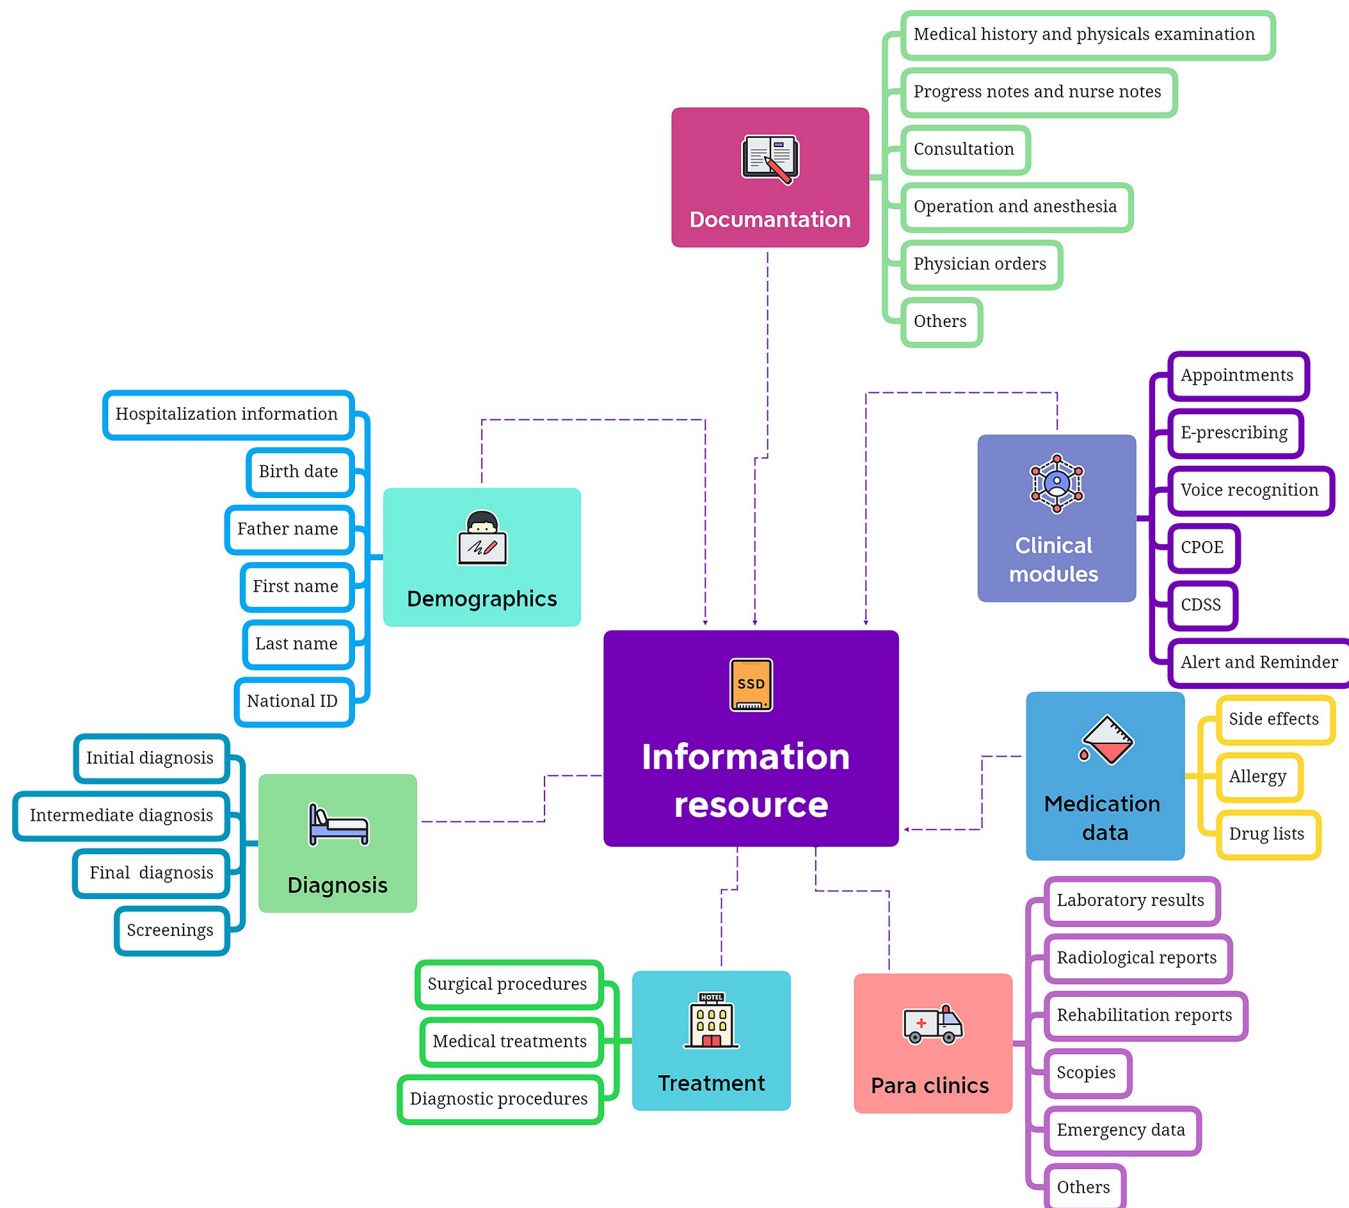 Medical history and physicals examination
Progress notes and nurse notes
Consultation
Operation and anesthesia
Physician orders
Others
Documantation
Appointments
E-prescribing
Voice recognition
CPOE
CDSS
Alert and Reminder
Clinical
modules
Hospitalization information
Birth date
Father name
First name
Last name
National ID
Demographics
SSD
Information
resource
Side effects
Allergy
Drug lists
Medication
data
Initial diagnosis
Intermediate diagnosis
Final diagnosis
Screenings
Diagnosis
Surgical procedures
Medical treatments
Diagnostic procedures
HOTEL
Treatment
Laboratory results
Radiological reports
Rehabilitation reports
Scopies
Emergency data
Others
Para clinics